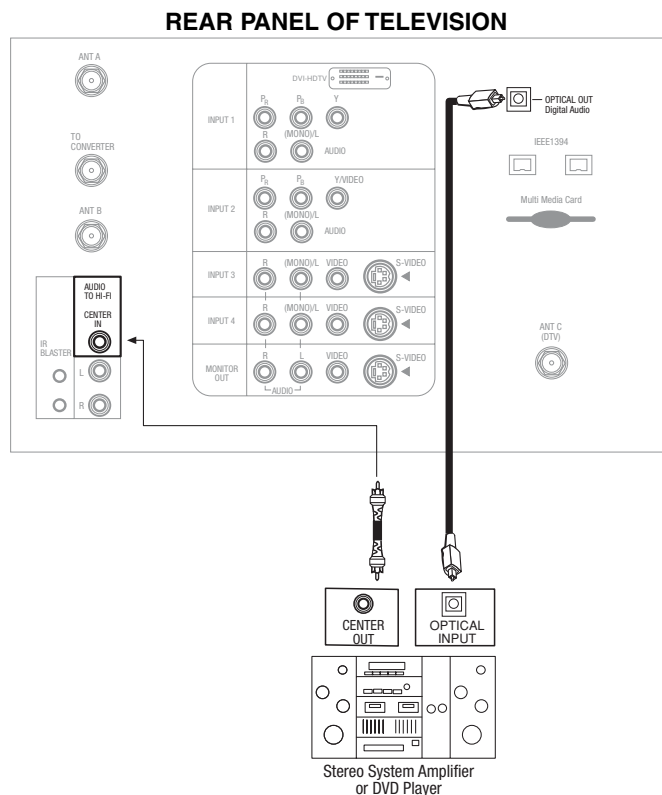 REAR PANEL OF TELEVISION
ANT A
TO
CONVERTER
ANT B
AUDIO
TO HI-FI
CENTER
IN
IR
BLASTER
L
R
DVI-HDTV
INPUT 1
PR PB Y
R (MONO)/L AUDIO
INPUT 2
PR PB Y/VIDEO
R (MONO)/L AUDIO
INPUT 3
R (MONO)/L VIDEO S-VIDEO
INPUT 4
R (MONO)/L VIDEO S-VIDEO
MONITOR
OUT
R L VIDEO S-VIDEO
AUDIO
OPTICAL OUT
Digital Audio
IEEE1394
Multi Media Card
ANT C
(DTV)
CENTER
OUT
OPTICAL
INPUT
Stereo System Amplifier
or DVD Player